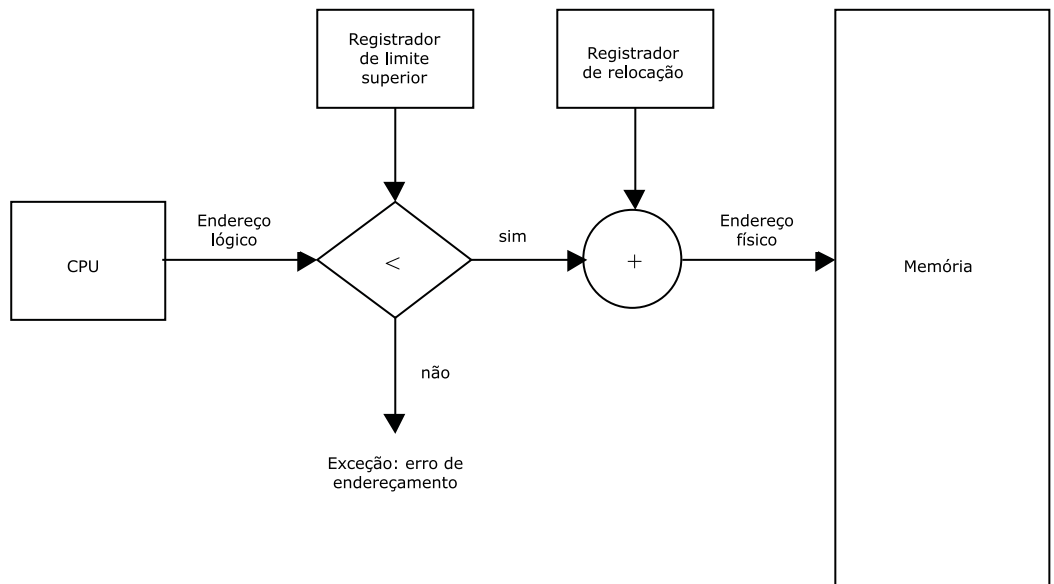 Registrador
de limite
superior
Registrador
de relocação
CPU
Endereço
lógico
<
sim
+
Endereço
físico
Memória
não
Exceção: erro de
endereçamento